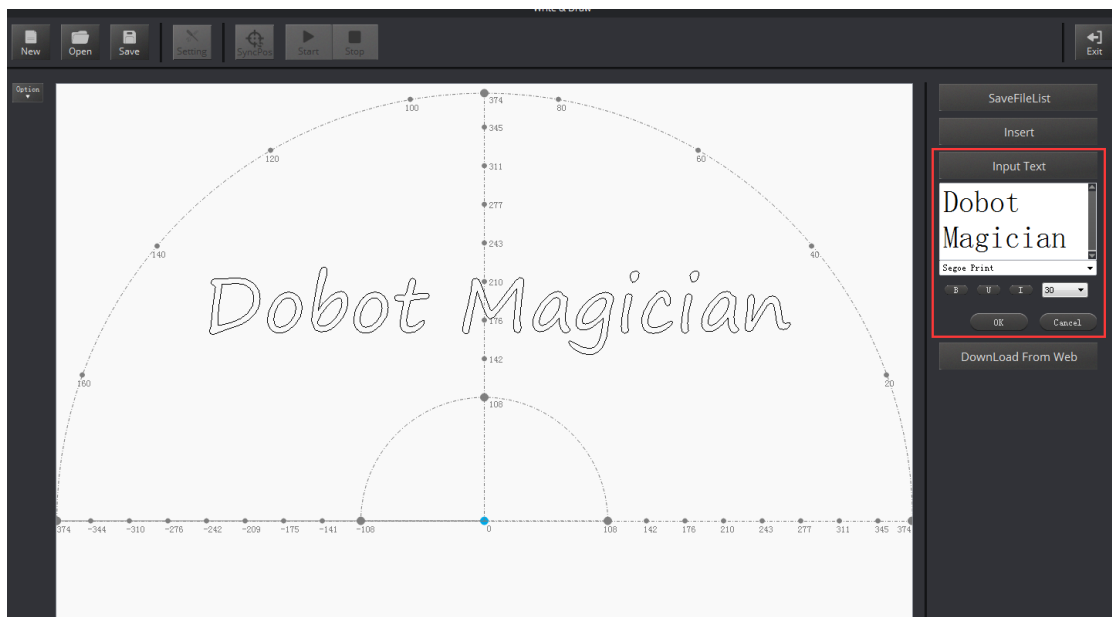 Write & Draw
New
Open
Save
Setting
SyncPos
Start
Stop
Exit
Option
SaveFileList
Insert
Input Text
Dobot
Magician
Segoe Print
B
U
I
30
OK
Cancel
DownLoad From Web
374
100
80
345
120
311
60
277
140
243
40
210
Dobot Magician
176
142
160
20
108
374
-344
-310
-276
-242
-209
-175
-141
-108
0
108
142
176
210
243
277
311
345
374